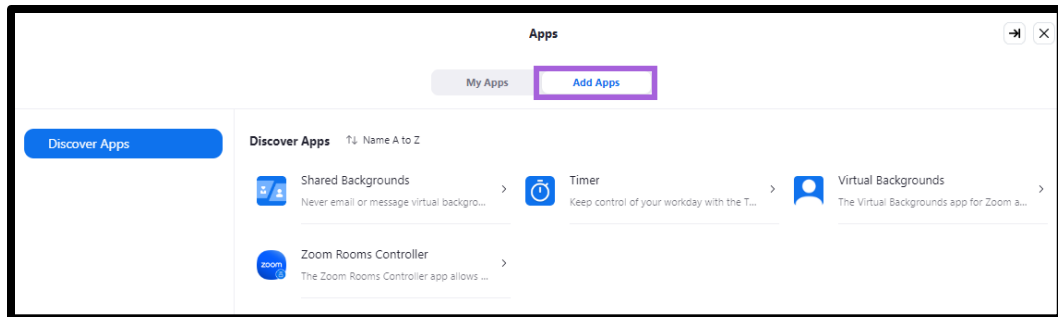 Apps
My Apps
Add Apps
Discover Apps
Discover Apps
Name A to Z
Shared Backgrounds
Never email or message virtual backgro...
Timer
Keep control of your workday with the T...
Virtual Backgrounds
The Virtual Backgrounds app for Zoom a...
zoom
Zoom Rooms Controller
The Zoom Rooms Controller app allows ...